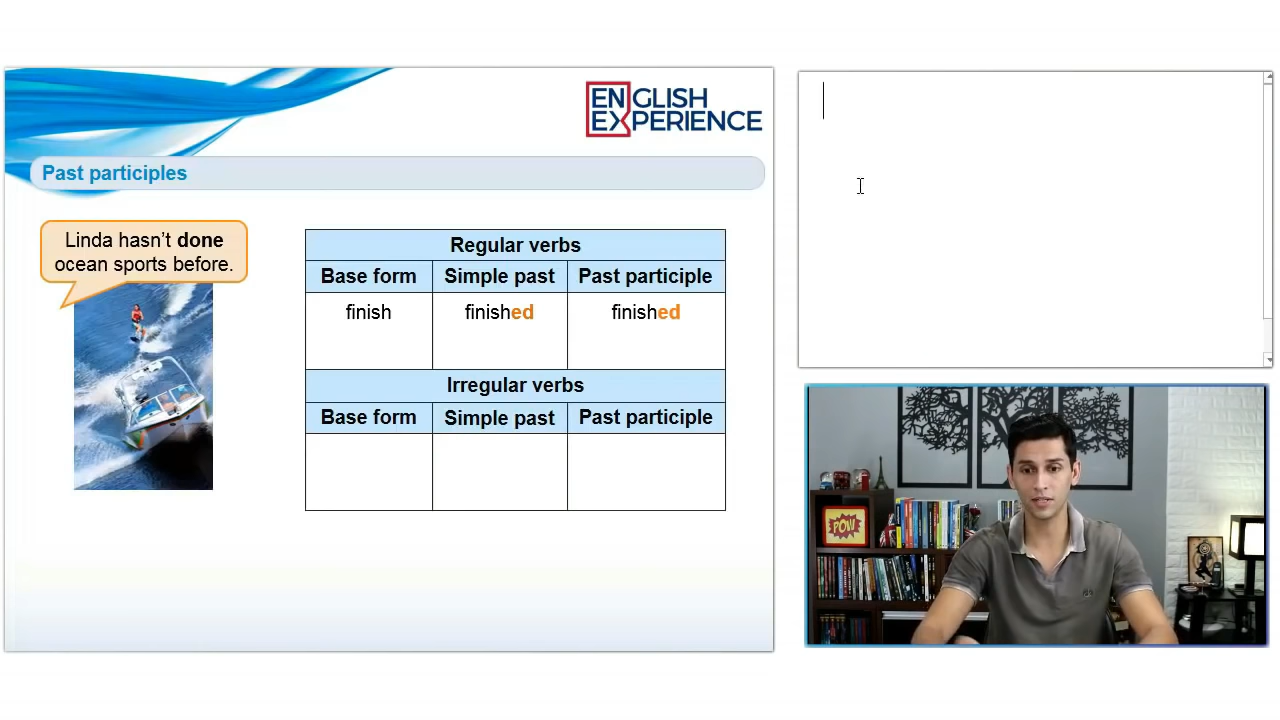 ENGLISH
EXPERIENCE
Past participles
Linda hasn't done
ocean sports before.
Regular verbs
Base form Simple past Past participle
finish finished finished
Irregular verbs
Base form Simple past Past participle
POW